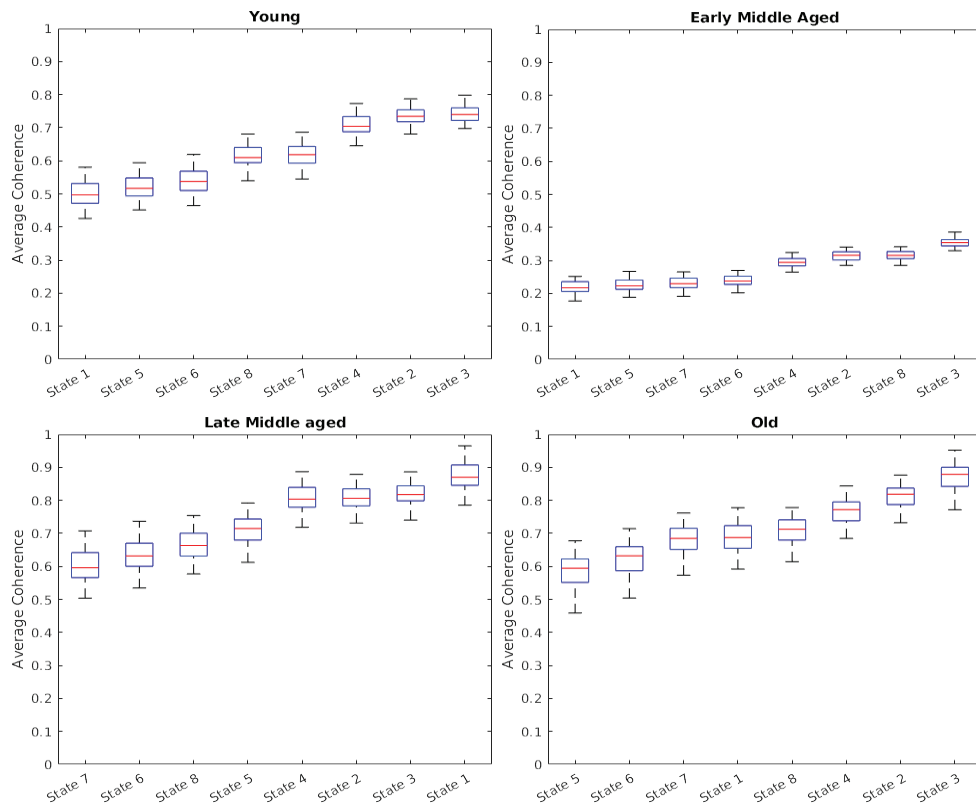 Young
Average Coherence
1
0.9
0.8
0.7
0.6
0.5
0.4
0.3
0.2
0.1
0
State 1
State 5
State 6
State 8
State 7
State 4
State 2
State 3
Early Middle Aged
Average Coherence
1
0.9
0.8
0.7
0.6
0.5
0.4
0.3
0.2
0.1
0
State 1
State 5
State 7
State 6
State 4
State 2
State 8
State 3
Late Middle aged
Average Coherence
1
0.9
0.8
0.7
0.6
0.5
0.4
0.3
0.2
0.1
0
State 7
State 6
State 8
State 5
State 4
State 2
State 3
State 1
Old
Average Coherence
1
0.9
0.8
0.7
0.6
0.5
0.4
0.3
0.2
0.1
0
State 5
State 6
State 7
State 1
State 8
State 4
State 2
State 3